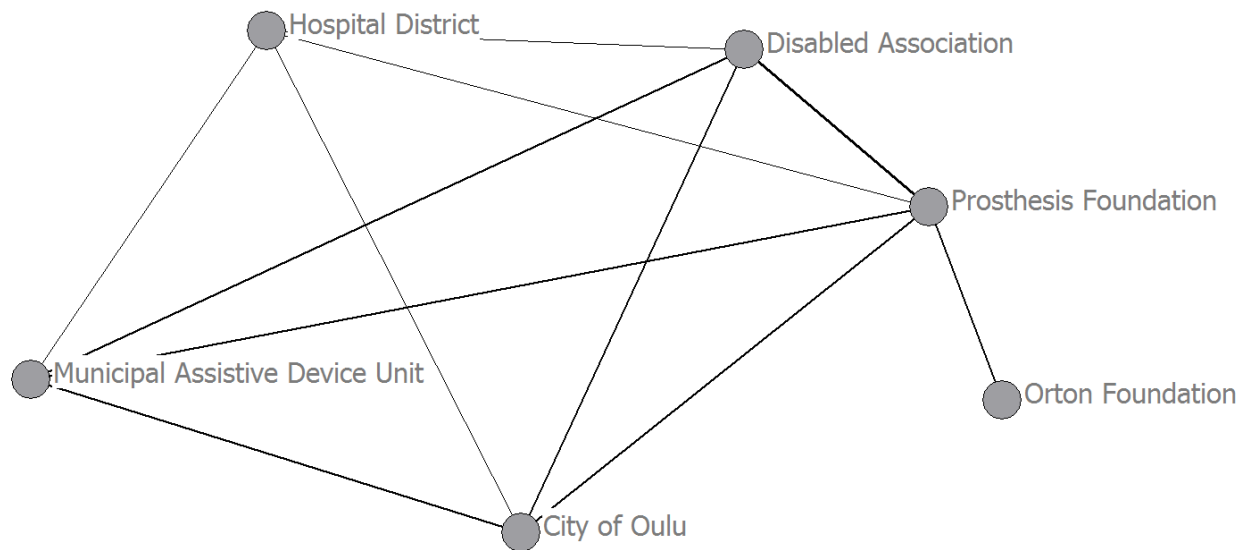 Hospital District
Disabled Association
Prosthesis Foundation
Municipal Assistive Device Unit
Orton Foundation
City of Oulu